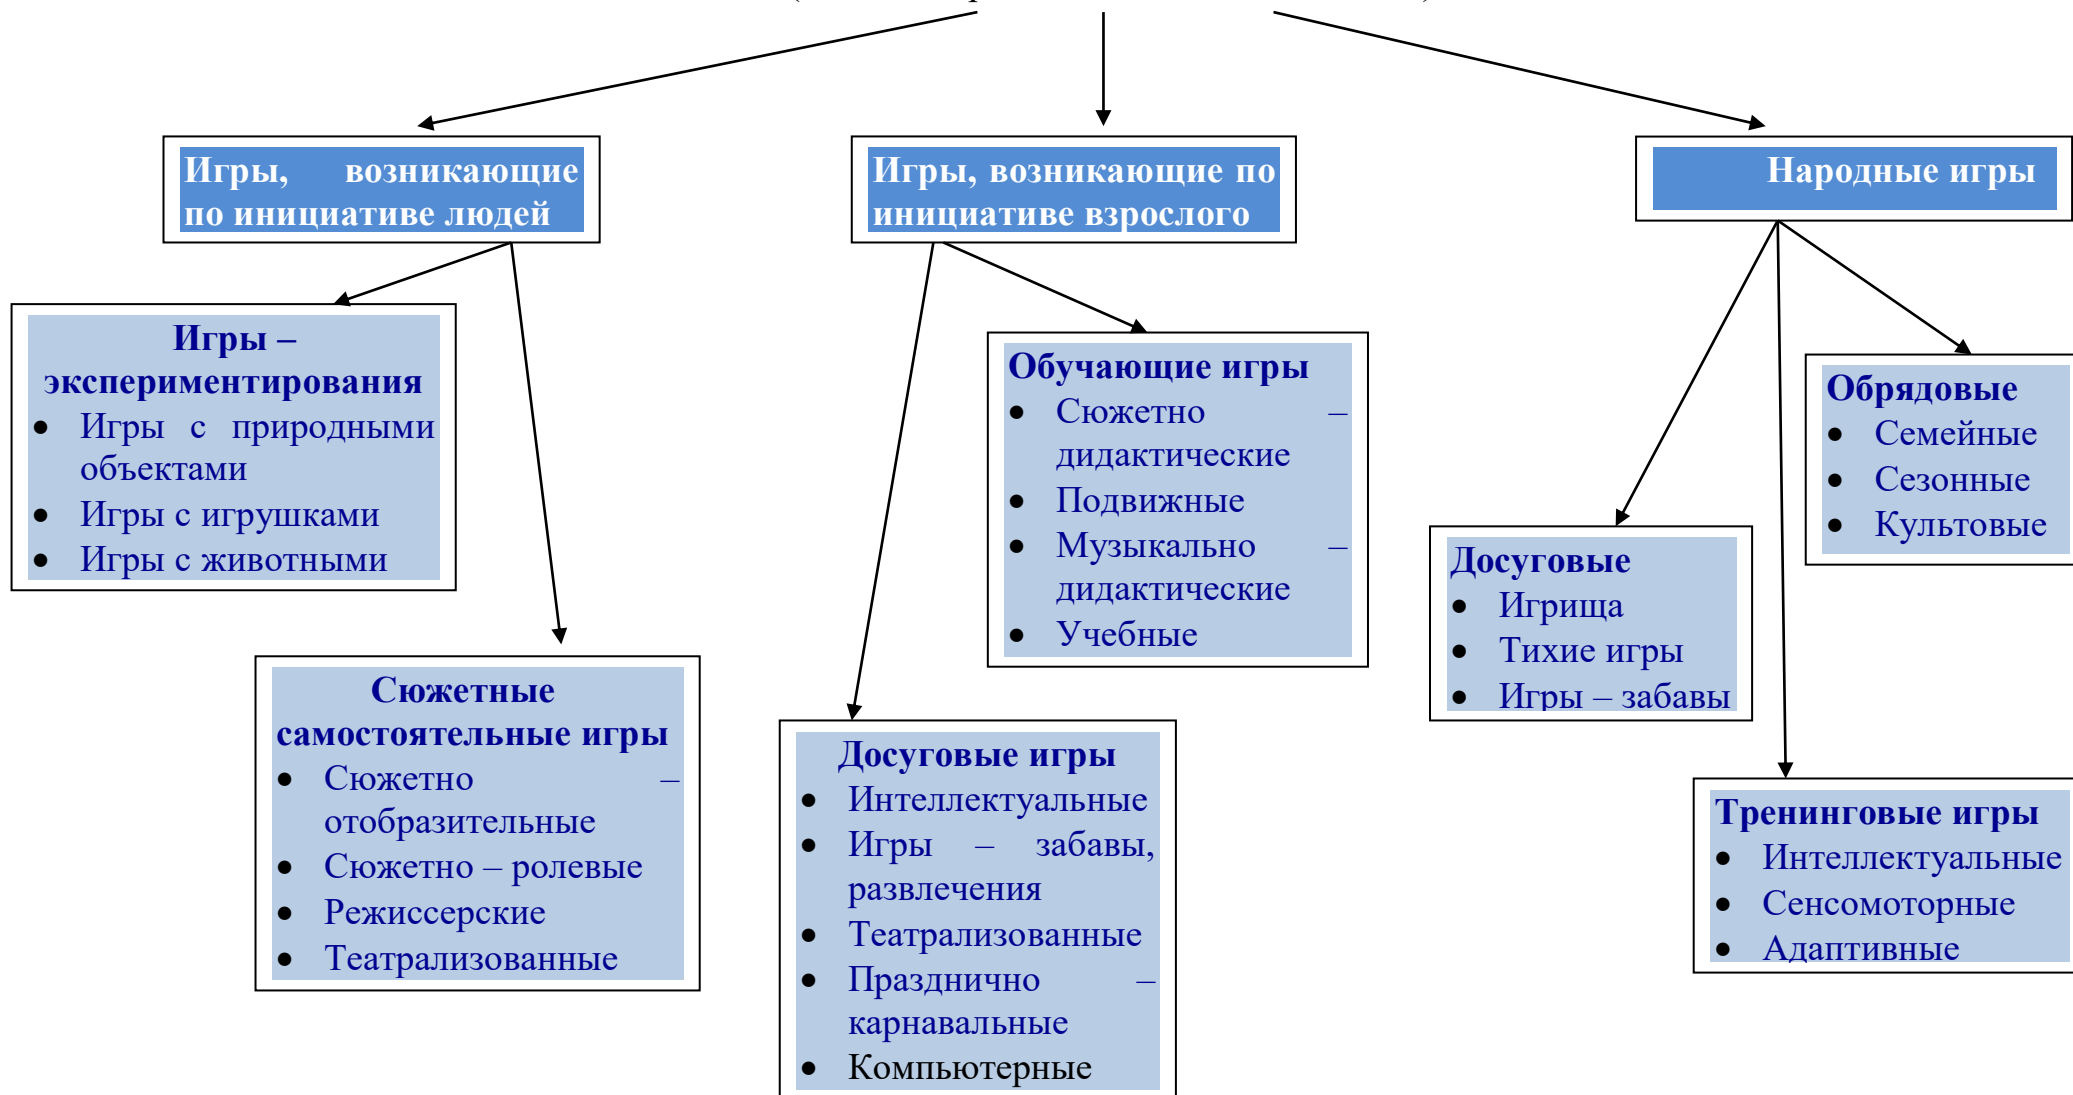 Игры, возникающие
по инициативе людей
Игры, возникающие по
инициативе взрослого
Народные игры
Игры –
экспериментирования
• Игры с природными
объектами
• Игры с игрушками
• Игры с животными
Сюжетные
самостоятельные игры
• Сюжетно –
отобразительные
• Сюжетно – ролевые
• Режиссерские
• Театрализованные
Обучающие игры
• Сюжетно –
дидактические
• Подвижные
• Музыкально –
дидактические
• Учебные
Досуговые игры
• Интеллектуальные
• Игры – забавы,
развлечения
• Театрализованные
• Празднично –
карнавальные
• Компьютерные
Обрядовые
• Семейные
• Сезонные
• Культовые
Досуговые
• Игрища
• Тихие игры
• Игры – забавы
Тренинговые игры
• Интеллектуальные
• Сенсомоторные
• Адаптивные